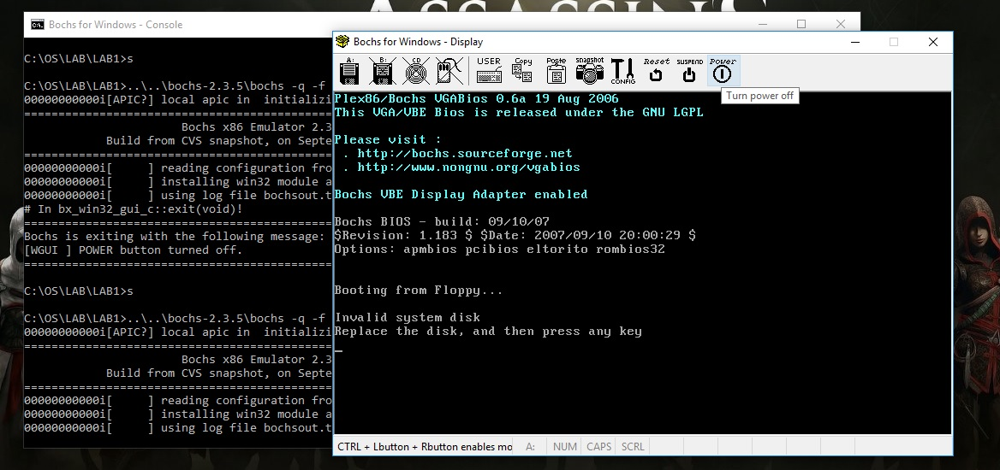 ASSASSIN'S
Bochs for Windows - Console
C:\OS\LAB\LAB1>s
C:\OS\LAB\LAB1>..\..\bochs-2.3.5\bochs -q -f
00000000000i[APIC?] local apic in  initializi
========================================================================
Bochs x86 Emulator 2.3
Build from CVS snapshot, on Septe
========================================================================
00000000000i[     ] reading configuration fro
00000000000i[     ] installing win32 module a
00000000000i[     ] using log file bochsout.t
# In bx_win32_gui_c::exit(void)!
========================================================================
Bochs is exiting with the following message:
[WGUI ] POWER button turned off.
========================================================================
C:\OS\LAB\LAB1>s
C:\OS\LAB\LAB1>..\..\bochs-2.3.5\bochs -q -f
00000000000i[APIC?] local apic in  initializi
========================================================================
Bochs x86 Emulator 2.3
Build from CVS snapshot, on Septe
========================================================================
00000000000i[     ] reading configuration fro
00000000000i[     ] installing win32 module a
00000000000i[     ] using log file bochsout.t
Bochs for Windows - Display
A: B: CD USER Copy Paste snapshot CONFIG Reset SUSPEND Power
Turn power off
Plex86/Bochs VGABios 0.6a 19 Aug 2006
This VGA/VBE Bios is released under the GNU LGPL
Please visit :
. http://bochs.sourceforge.net
. http://www.nongnu.org/vgabios
Bochs VBE Display Adapter enabled
Bochs BIOS - build: 09/10/07
$Revision: 1.183 $ $Date: 2007/09/10 20:00:29 $
Options: apmbios pcibios eltorito rombios32
Booting from Floppy...
Invalid system disk
Replace the disk, and then press any key
_
CTRL + Lbutton + Rbutton enables mo A: NUM CAPS SCRL